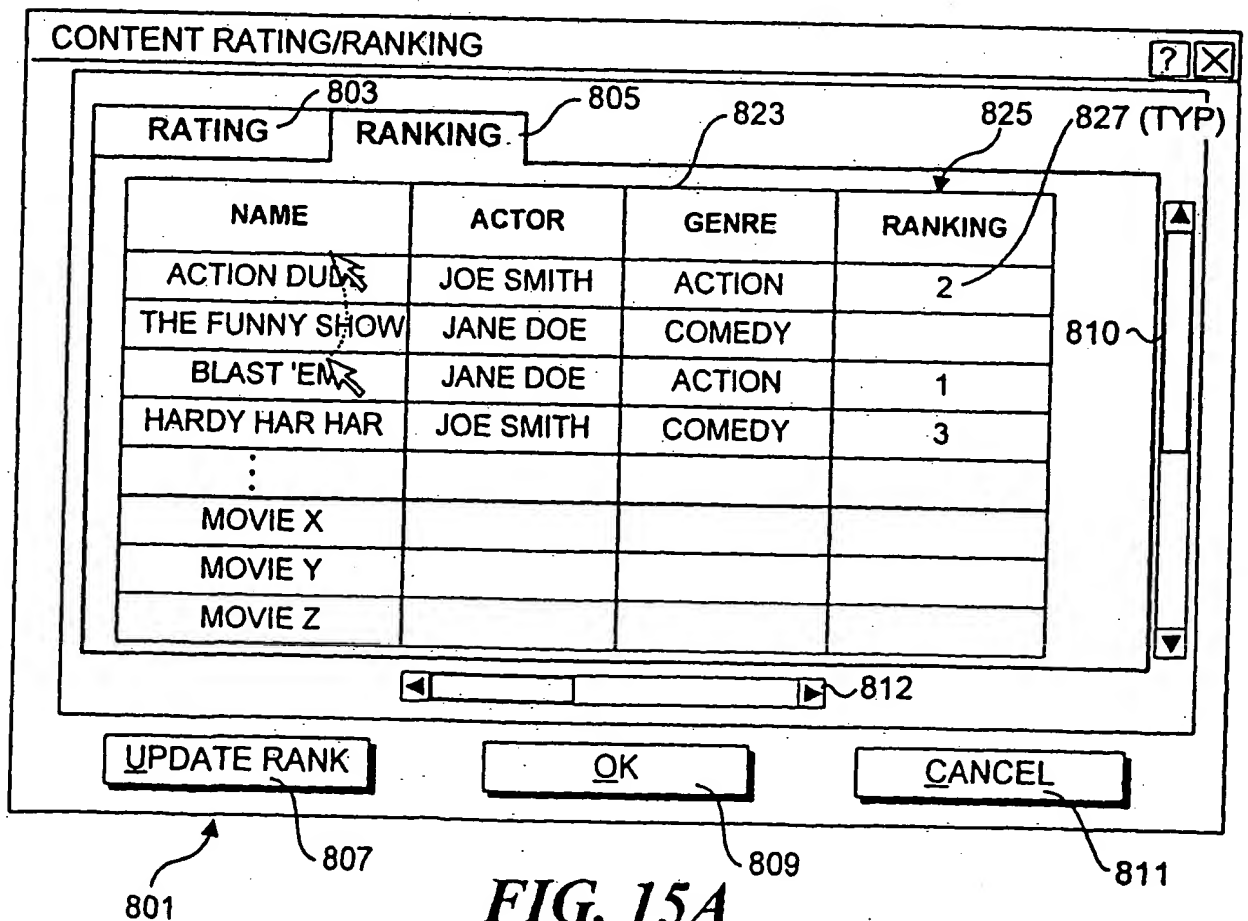 CONTENT RATING/RANKING ? X
803 805 823 825 827 (TYP)
RATING RANKING
NAME ACTOR GENRE RANKING
ACTION DUDE JOE SMITH ACTION 2
THE FUNNY SHOW JANE DOE COMEDY
810
BLAST 'EM JANE DOE ACTION 1
HARDY HAR HAR JOE SMITH COMEDY 3
⋮
MOVIE X
MOVIE Y
MOVIE Z
812
UPDATE RANK OK CANCEL
801 807 809 811
FIG. 15A